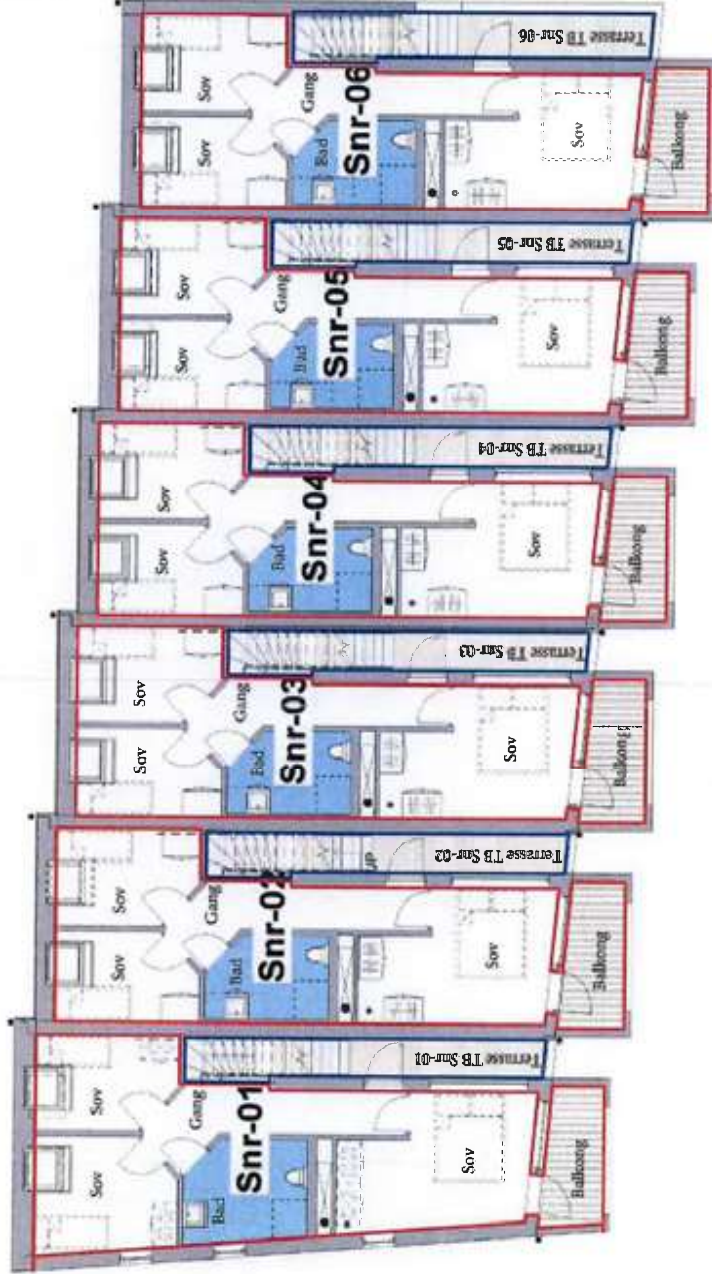 Sov
Sov
Gang
Bad
Snr-06
Sov
Balkong
Terrasse TB Snr-06
Sov
Sov
Gang
Bad
Snr-05
Sov
Balkong
Terrasse TB Snr-05
Sov
Sov
Gang
Bad
Snr-04
Sov
Balkong
Terrasse TB Snr-04
Sov
Sov
Gang
Bad
Snr-03
Sov
Balkong
Terrasse TB Snr-03
Sov
Sov
Gang
Bad
Snr-02
Sov
Balkong
Terrasse TB Snr-02
Sov
Sov
Gang
Bad
Snr-01
Sov
Balkong
Terrasse TB Snr-01